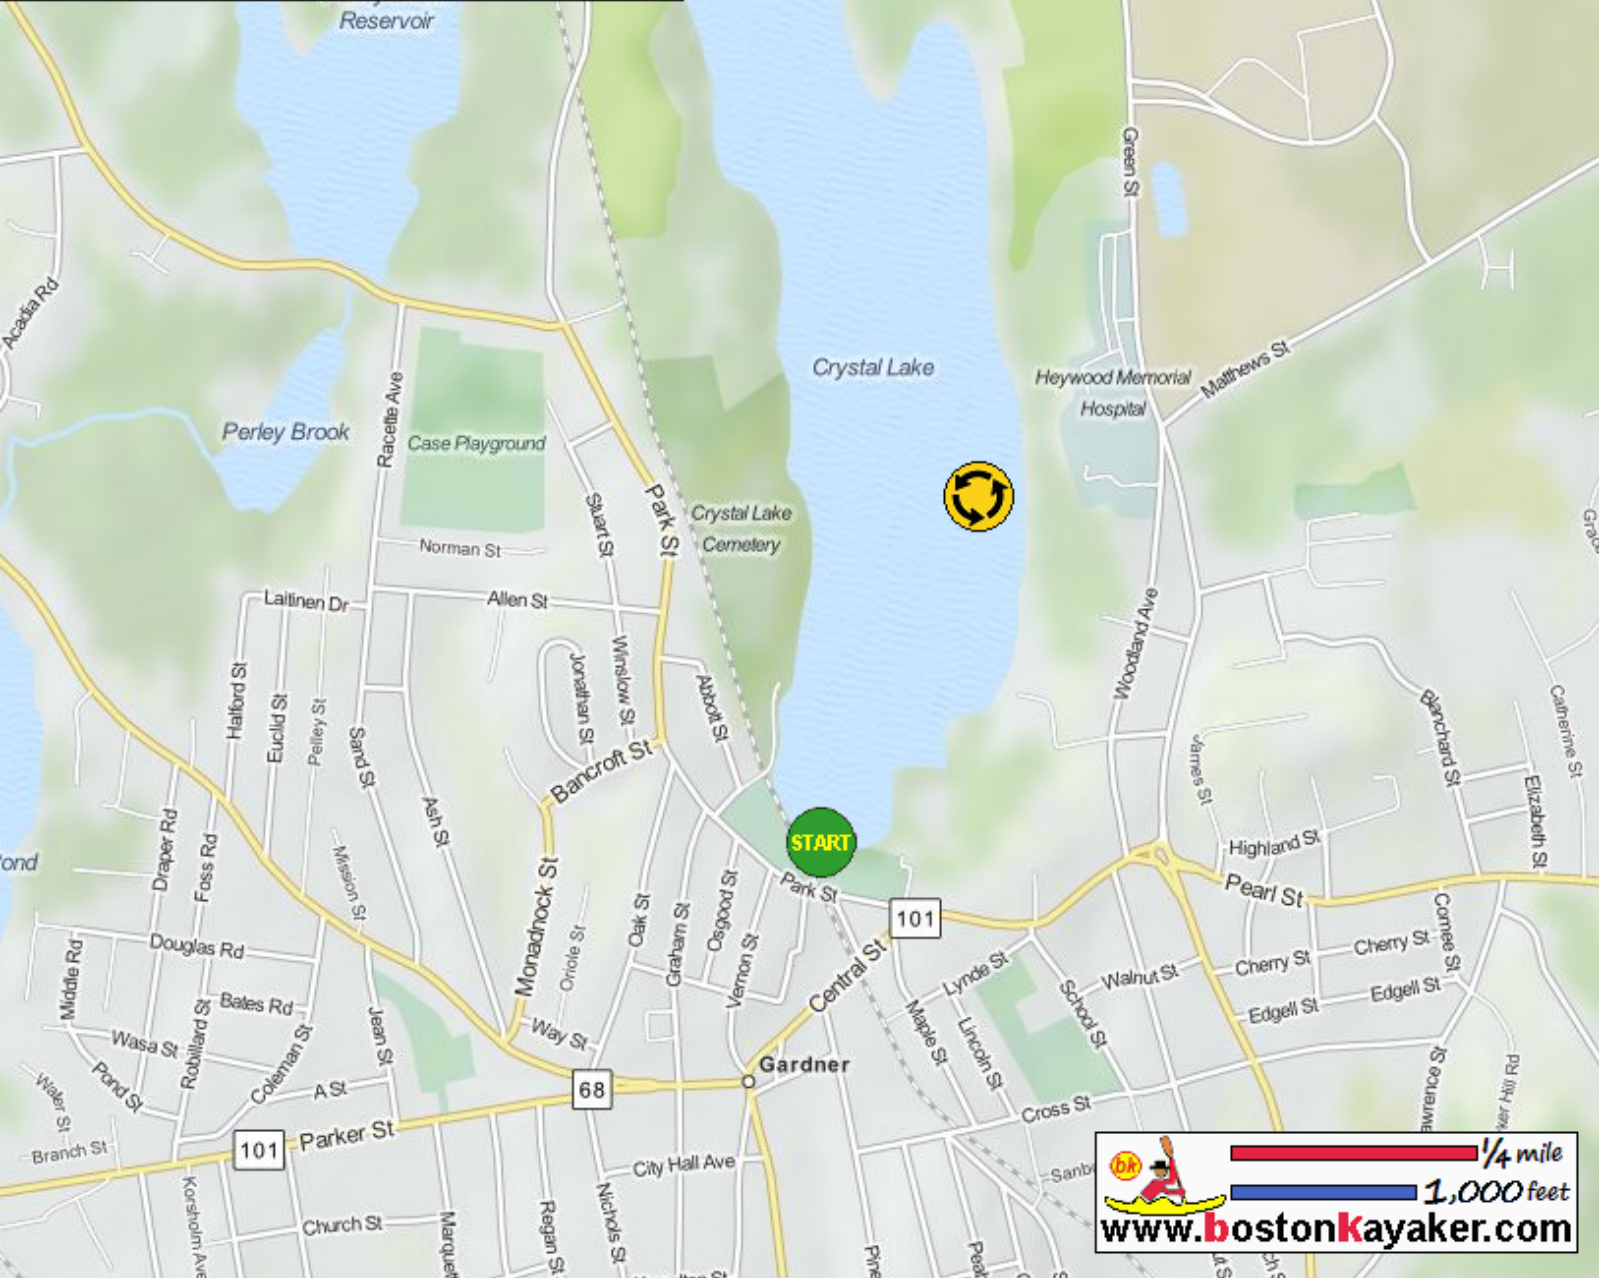 Reservoir
Green St
Acadia Rd
Crystal Lake
Matthews St
Heywood Memorial
Hospital
Racette Ave
Perley Brook
Case Playground
Park St
Stuart St
Crystal Lake
Cemetery
Norman St
Laitinen Dr
Allen St
Woodland Ave
Winslow St
Jonathan St
Abbott St
Halford St
Euclid St
Pelley St
Sand St
Bancroft St
Blanchard St
Catherine St
James St
Elizabeth St
Ash St
Draper Rd
Foss Rd
Mission St
START
Highland St
Pearl St
Park St
101
Monadnock St
Oriole St
Oak St
Graham St
Osgood St
Vernon St
Central St
Comee St
Cherry St
Cherry St
Douglas Rd
Middle Rd
Lynde St
Walnut St
School St
Edgell St
Edgell St
Bates Rd
Robillard St
Coleman St
Jean St
Way St
Maple St
Lincoln St
Wasa St
Pond St
A St
Gardner
68
Water St
Cross St
Branch St
101
Parker St
City Hall Ave
Korsholm Ave
Church St
Nichols St
Regan St
bk
1/4 mile
1,000 feet
www.bostonkayaker.com